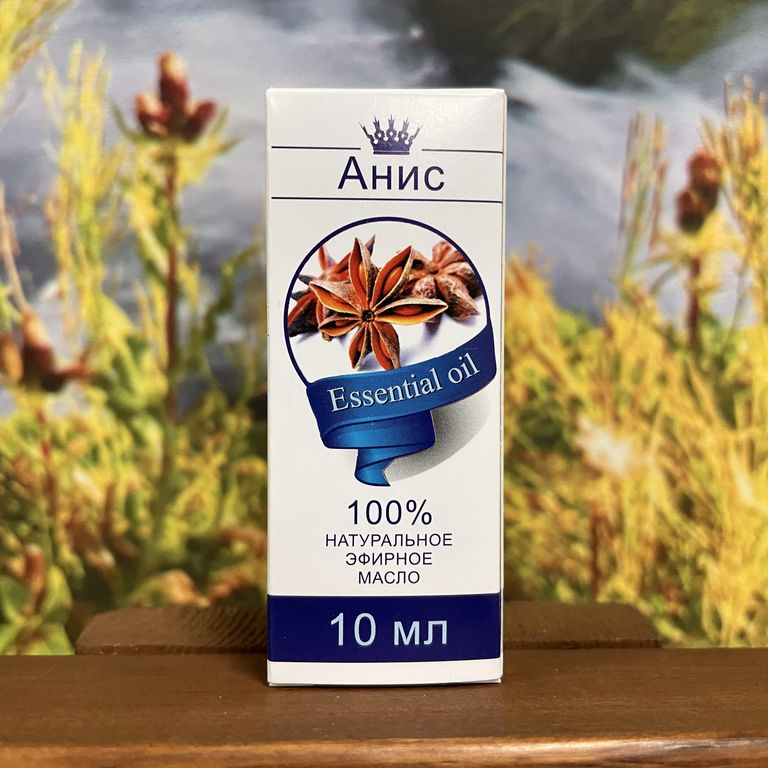 Анис
Essential oil
100%
НАТУРАЛЬНОЕ
ЭФИРНОЕ
МАСЛО
10 мл